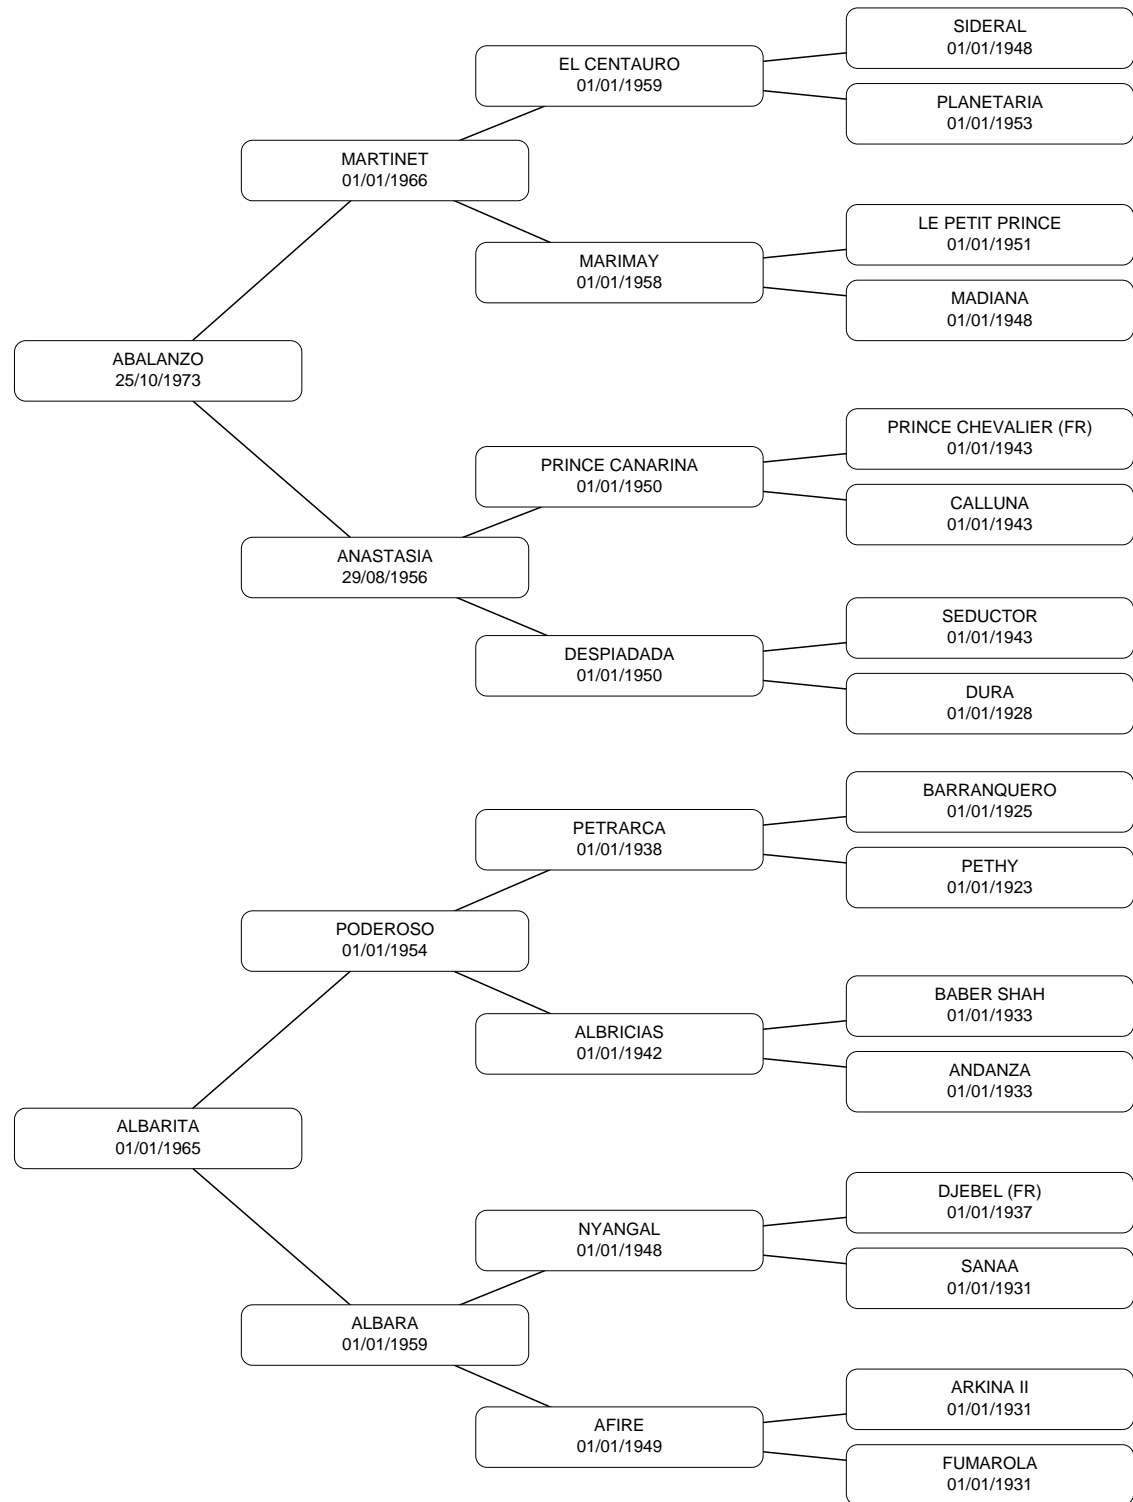 SIDERAL
01/01/1948
EL CENTAURO
01/01/1959
PLANETARIA
01/01/1953
MARTINET
01/01/1966
LE PETIT PRINCE
01/01/1951
MARIMAY
01/01/1958
MADIANA
01/01/1948
ABALANZO
25/10/1973
PRINCE CHEVALIER (FR)
01/01/1943
PRINCE CANARINA
01/01/1950
CALLUNA
01/01/1943
ANASTASIA
29/08/1956
SEDUCTOR
01/01/1943
DESPIADADA
01/01/1950
DURA
01/01/1928
BARRANQUERO
01/01/1925
PETRARCA
01/01/1938
PETHY
01/01/1923
PODEROSO
01/01/1954
BABER SHAH
01/01/1933
ALBRICIAS
01/01/1942
ANDANZA
01/01/1933
ALBARITA
01/01/1965
DJEBEL (FR)
01/01/1937
NYANGAL
01/01/1948
SANAA
01/01/1931
ALBARA
01/01/1959
ARKINA II
01/01/1931
AFIRE
01/01/1949
FUMAROLA
01/01/1931